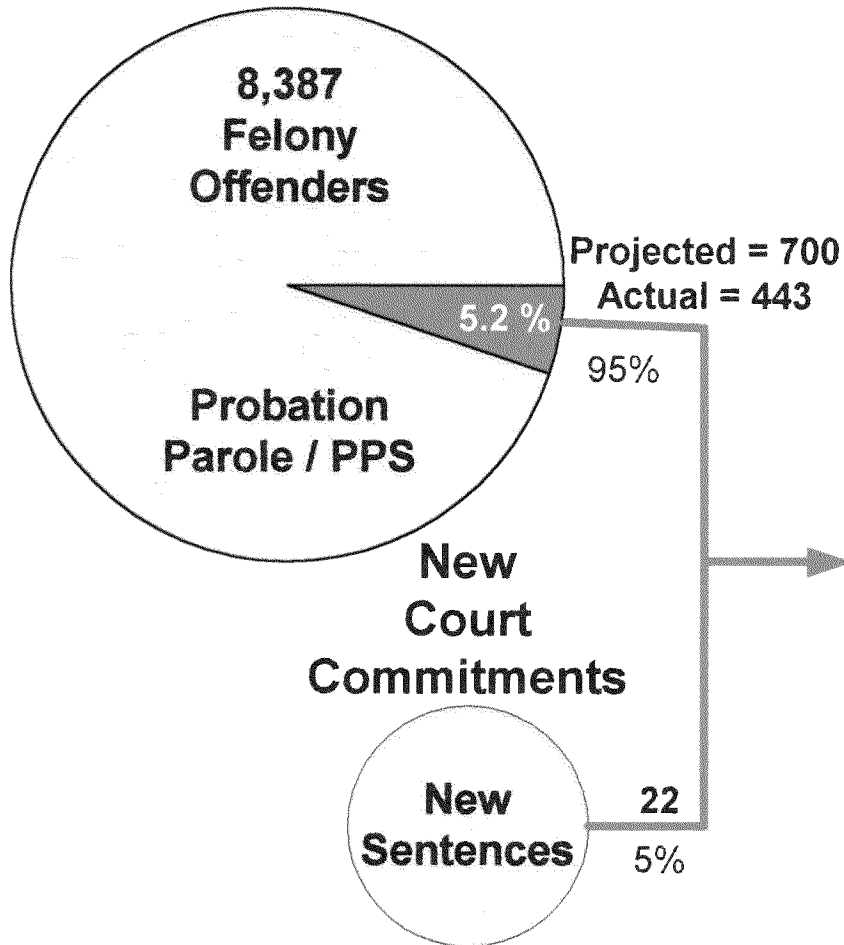 8,387
Felony
Offenders
Projected = 700
Actual = 443
5.2 %
95%
Probation
Parole / PPS
New
Court
Commitments
New
Sentences
22
5%